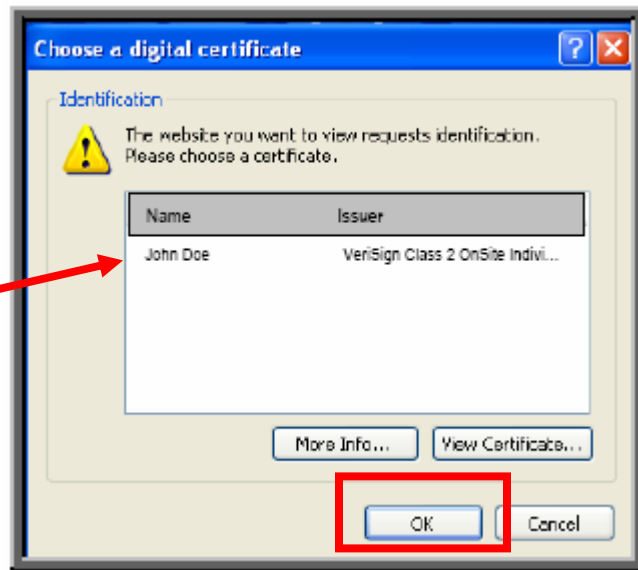 Choose a digital certificate
Identification
The website you want to view requests identification.
Please choose a certificate.
Name Issuer
John Doe VeriSign Class 2 OnSite Indivi...
More Info... View Certificate...
OK Cancel